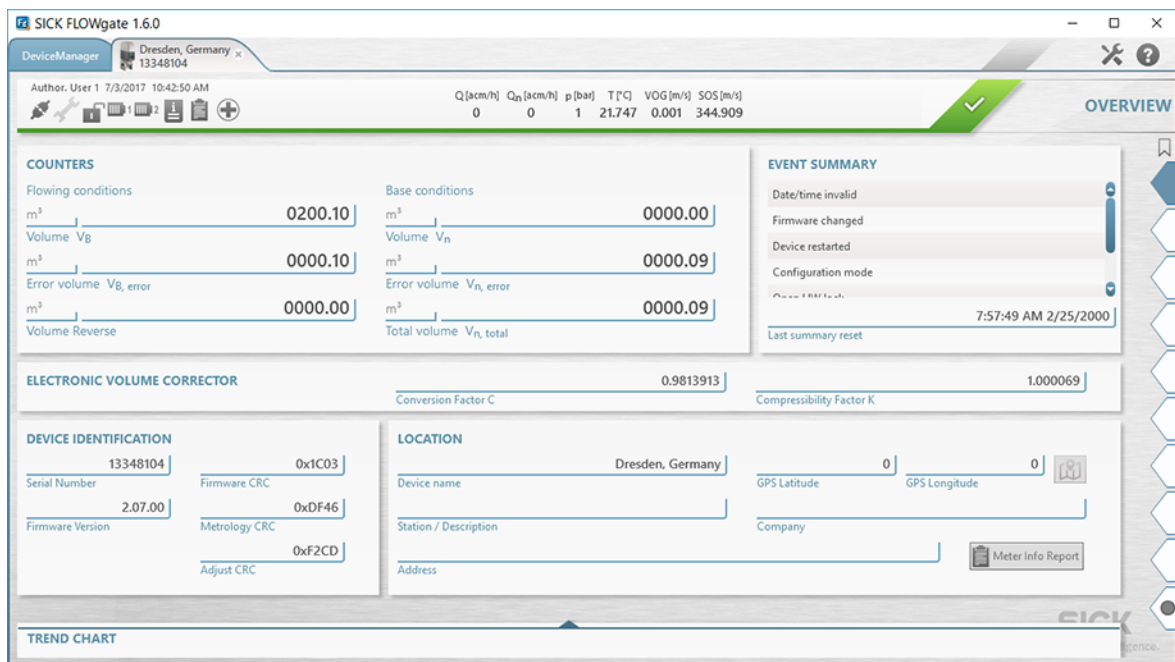 SICK FLOWgate 1.6.0
DeviceManager
Dresden, Germany
13348104
Author. User 1 7/3/2017 10:42:50 AM
1 2
Q [acm/h] Qn [acm/h] p [bar] T [°C] VOG [m/s] SOS [m/s]
0 0 1 21.747 0.001 344.909
OVERVIEW
COUNTERS
Flowing conditions
Base conditions
m³ 0200.10
Volume VB
m³ 0000.00
Volume Vn
m³ 0000.10
Error volume VB, error
m³ 0000.09
Error volume Vn, error
m³ 0000.00
Volume Reverse
m³ 0000.09
Total volume Vn, total
EVENT SUMMARY
Date/time invalid
Firmware changed
Device restarted
Configuration mode
7:57:49 AM 2/25/2000
Last summary reset
ELECTRONIC VOLUME CORRECTOR
0.9813913
Conversion Factor C
1.000069
Compressibility Factor K
DEVICE IDENTIFICATION
13348104
Serial Number
0x1C03
Firmware CRC
2.07.00
Firmware Version
0xDF46
Metrology CRC
0xF2CD
Adjust CRC
LOCATION
Dresden, Germany
Device name
0
GPS Latitude
0
GPS Longitude
Station / Description
Company
Address
Meter Info Report
SICK
TREND CHART